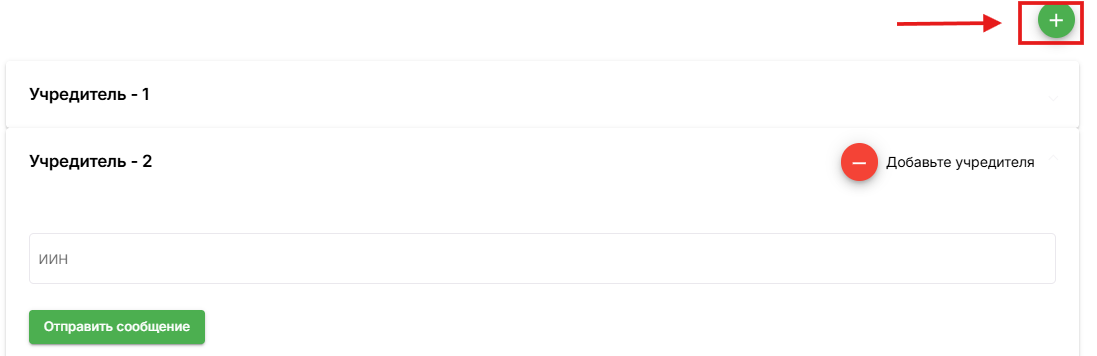 Учредитель - 1
Учредитель - 2
Добавьте учредителя
ИИН
Отправить сообщение